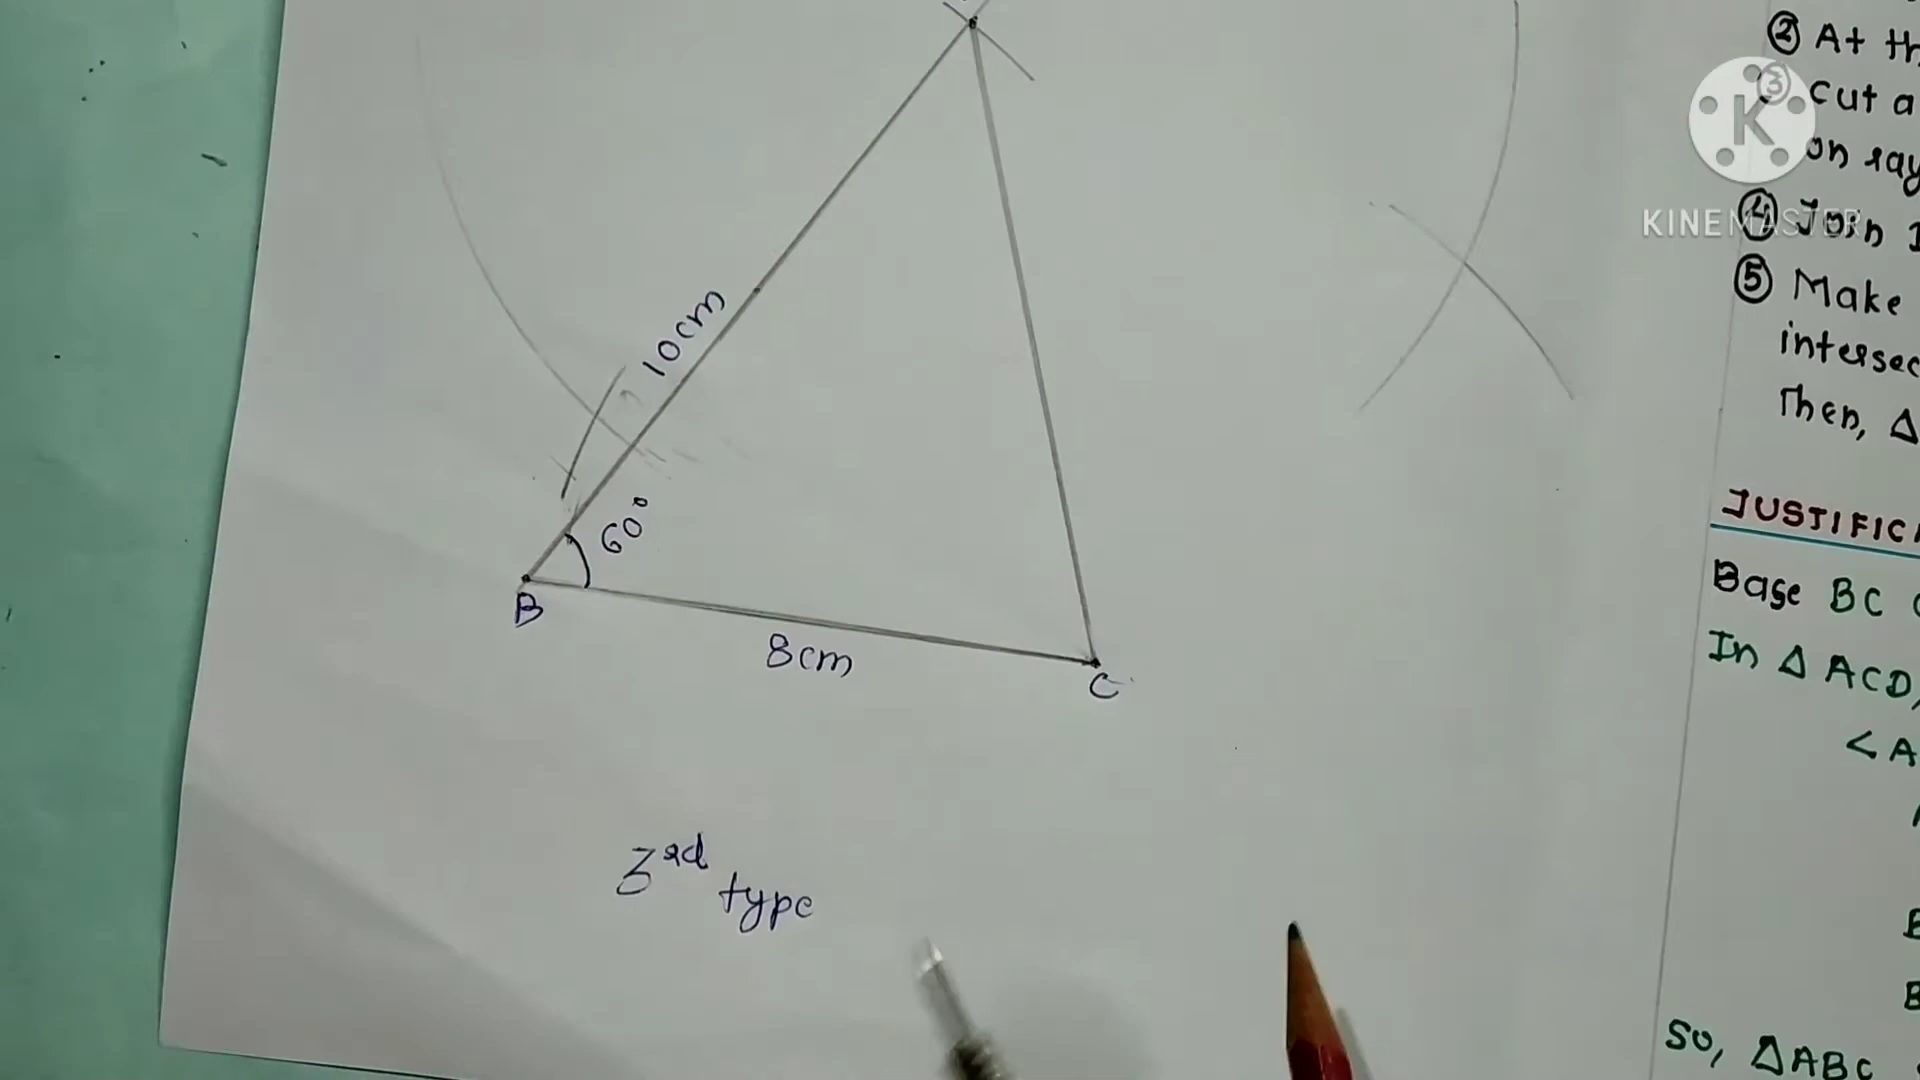 10cm
60°
B
8cm
C
3rd type
② At
③ Cut a
on ray
④ Join
⑤ Make
intersec
Then, Δ
JUSTIFIC
Base BC
In Δ ACD,
< A
B
B
So, ΔABC
K
KINEMASTER